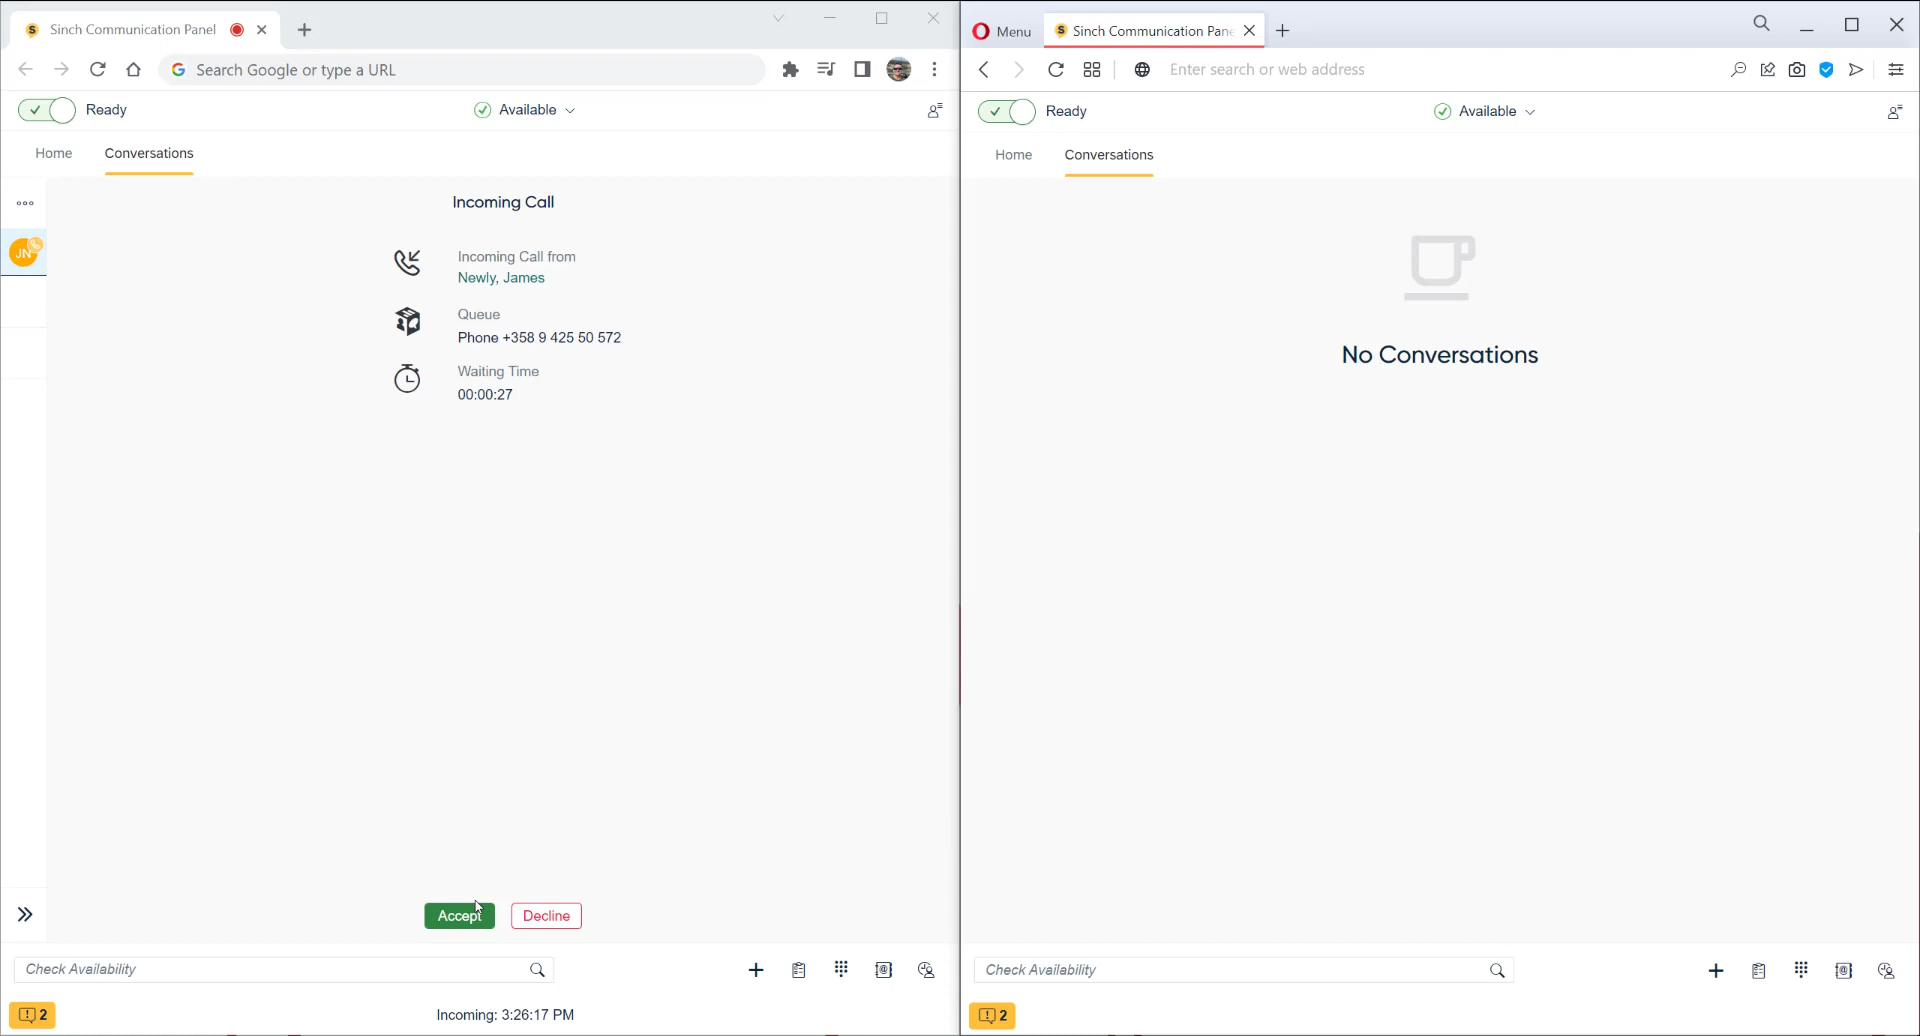 Sinch Communication Panel
Search Google or type a URL
Ready
Available
Home
Conversations
Incoming Call
JN
Incoming Call from
Newly, James
Queue
Phone +358 9 425 50 572
Waiting Time
00:00:27
Accept
Decline
Check Availability
2
Incoming: 3:26:17 PM
Menu
Sinch Communication Pane
Enter search or web address
Ready
Available
Home
Conversations
No Conversations
Check Availability
2